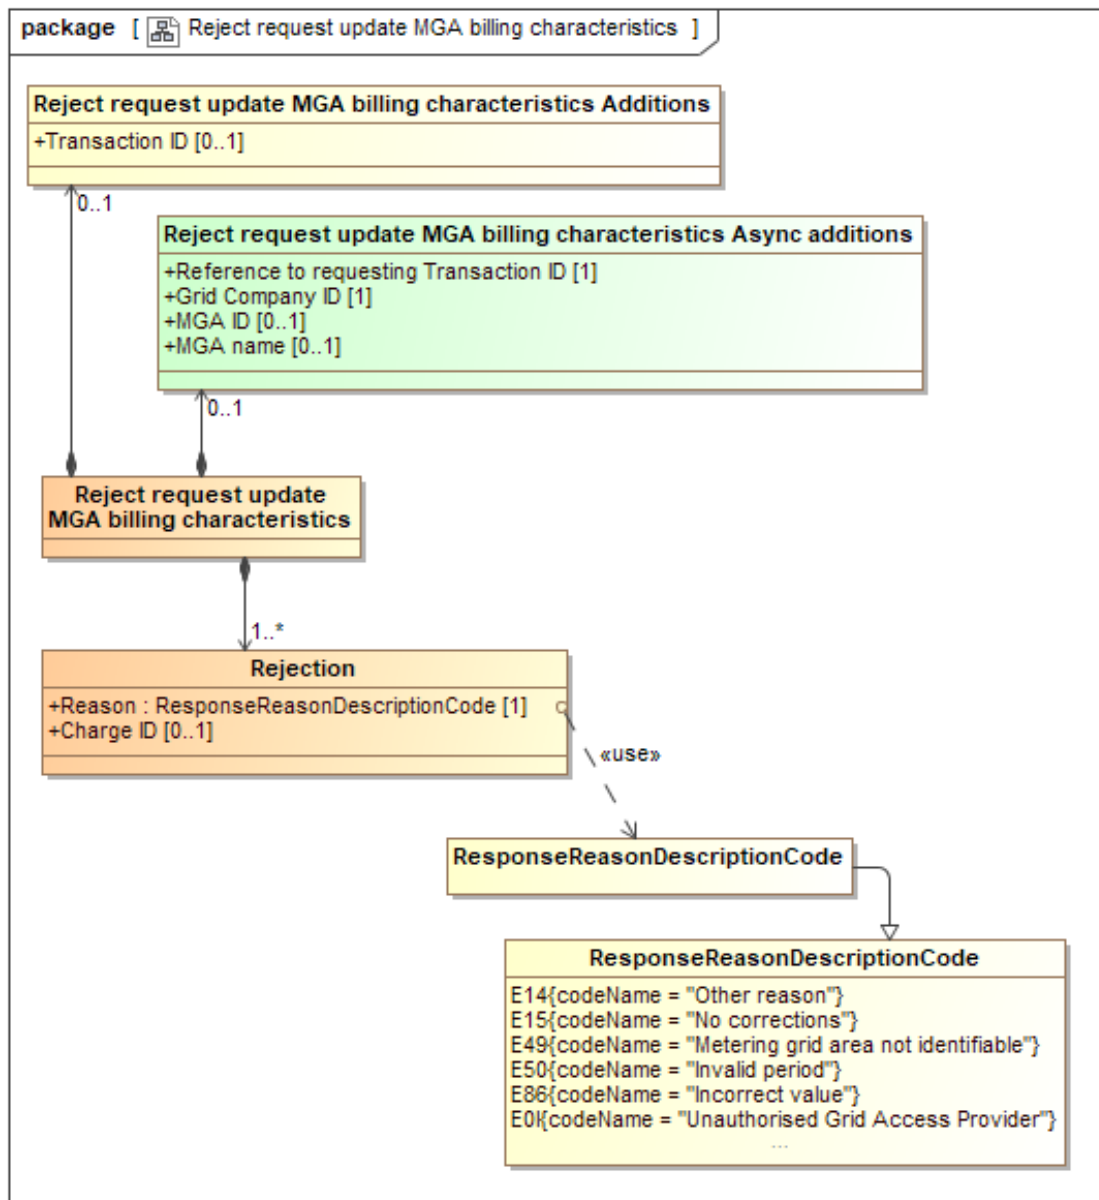 package [ Reject request update MGA billing characteristics ]
Reject request update MGA billing characteristics Additions
+Transaction ID [0..1]
0..1
Reject request update MGA billing characteristics Async additions
+Reference to requesting Transaction ID [1]
+Grid Company ID [1]
+MGA ID [0..1]
+MGA name [0..1]
0..1
Reject request update
MGA billing characteristics
1..*
Rejection
+Reason : ResponseReasonDescriptionCode [1]
+Charge ID [0..1]
«use»
ResponseReasonDescriptionCode
ResponseReasonDescriptionCode
E14{codeName = "Other reason"}
E15{codeName = "No corrections"}
E49{codeName = "Metering grid area not identifiable"}
E50{codeName = "Invalid period"}
E86{codeName = "Incorrect value"}
{codeName = "Unauthorised Grid Access Provider"}
...